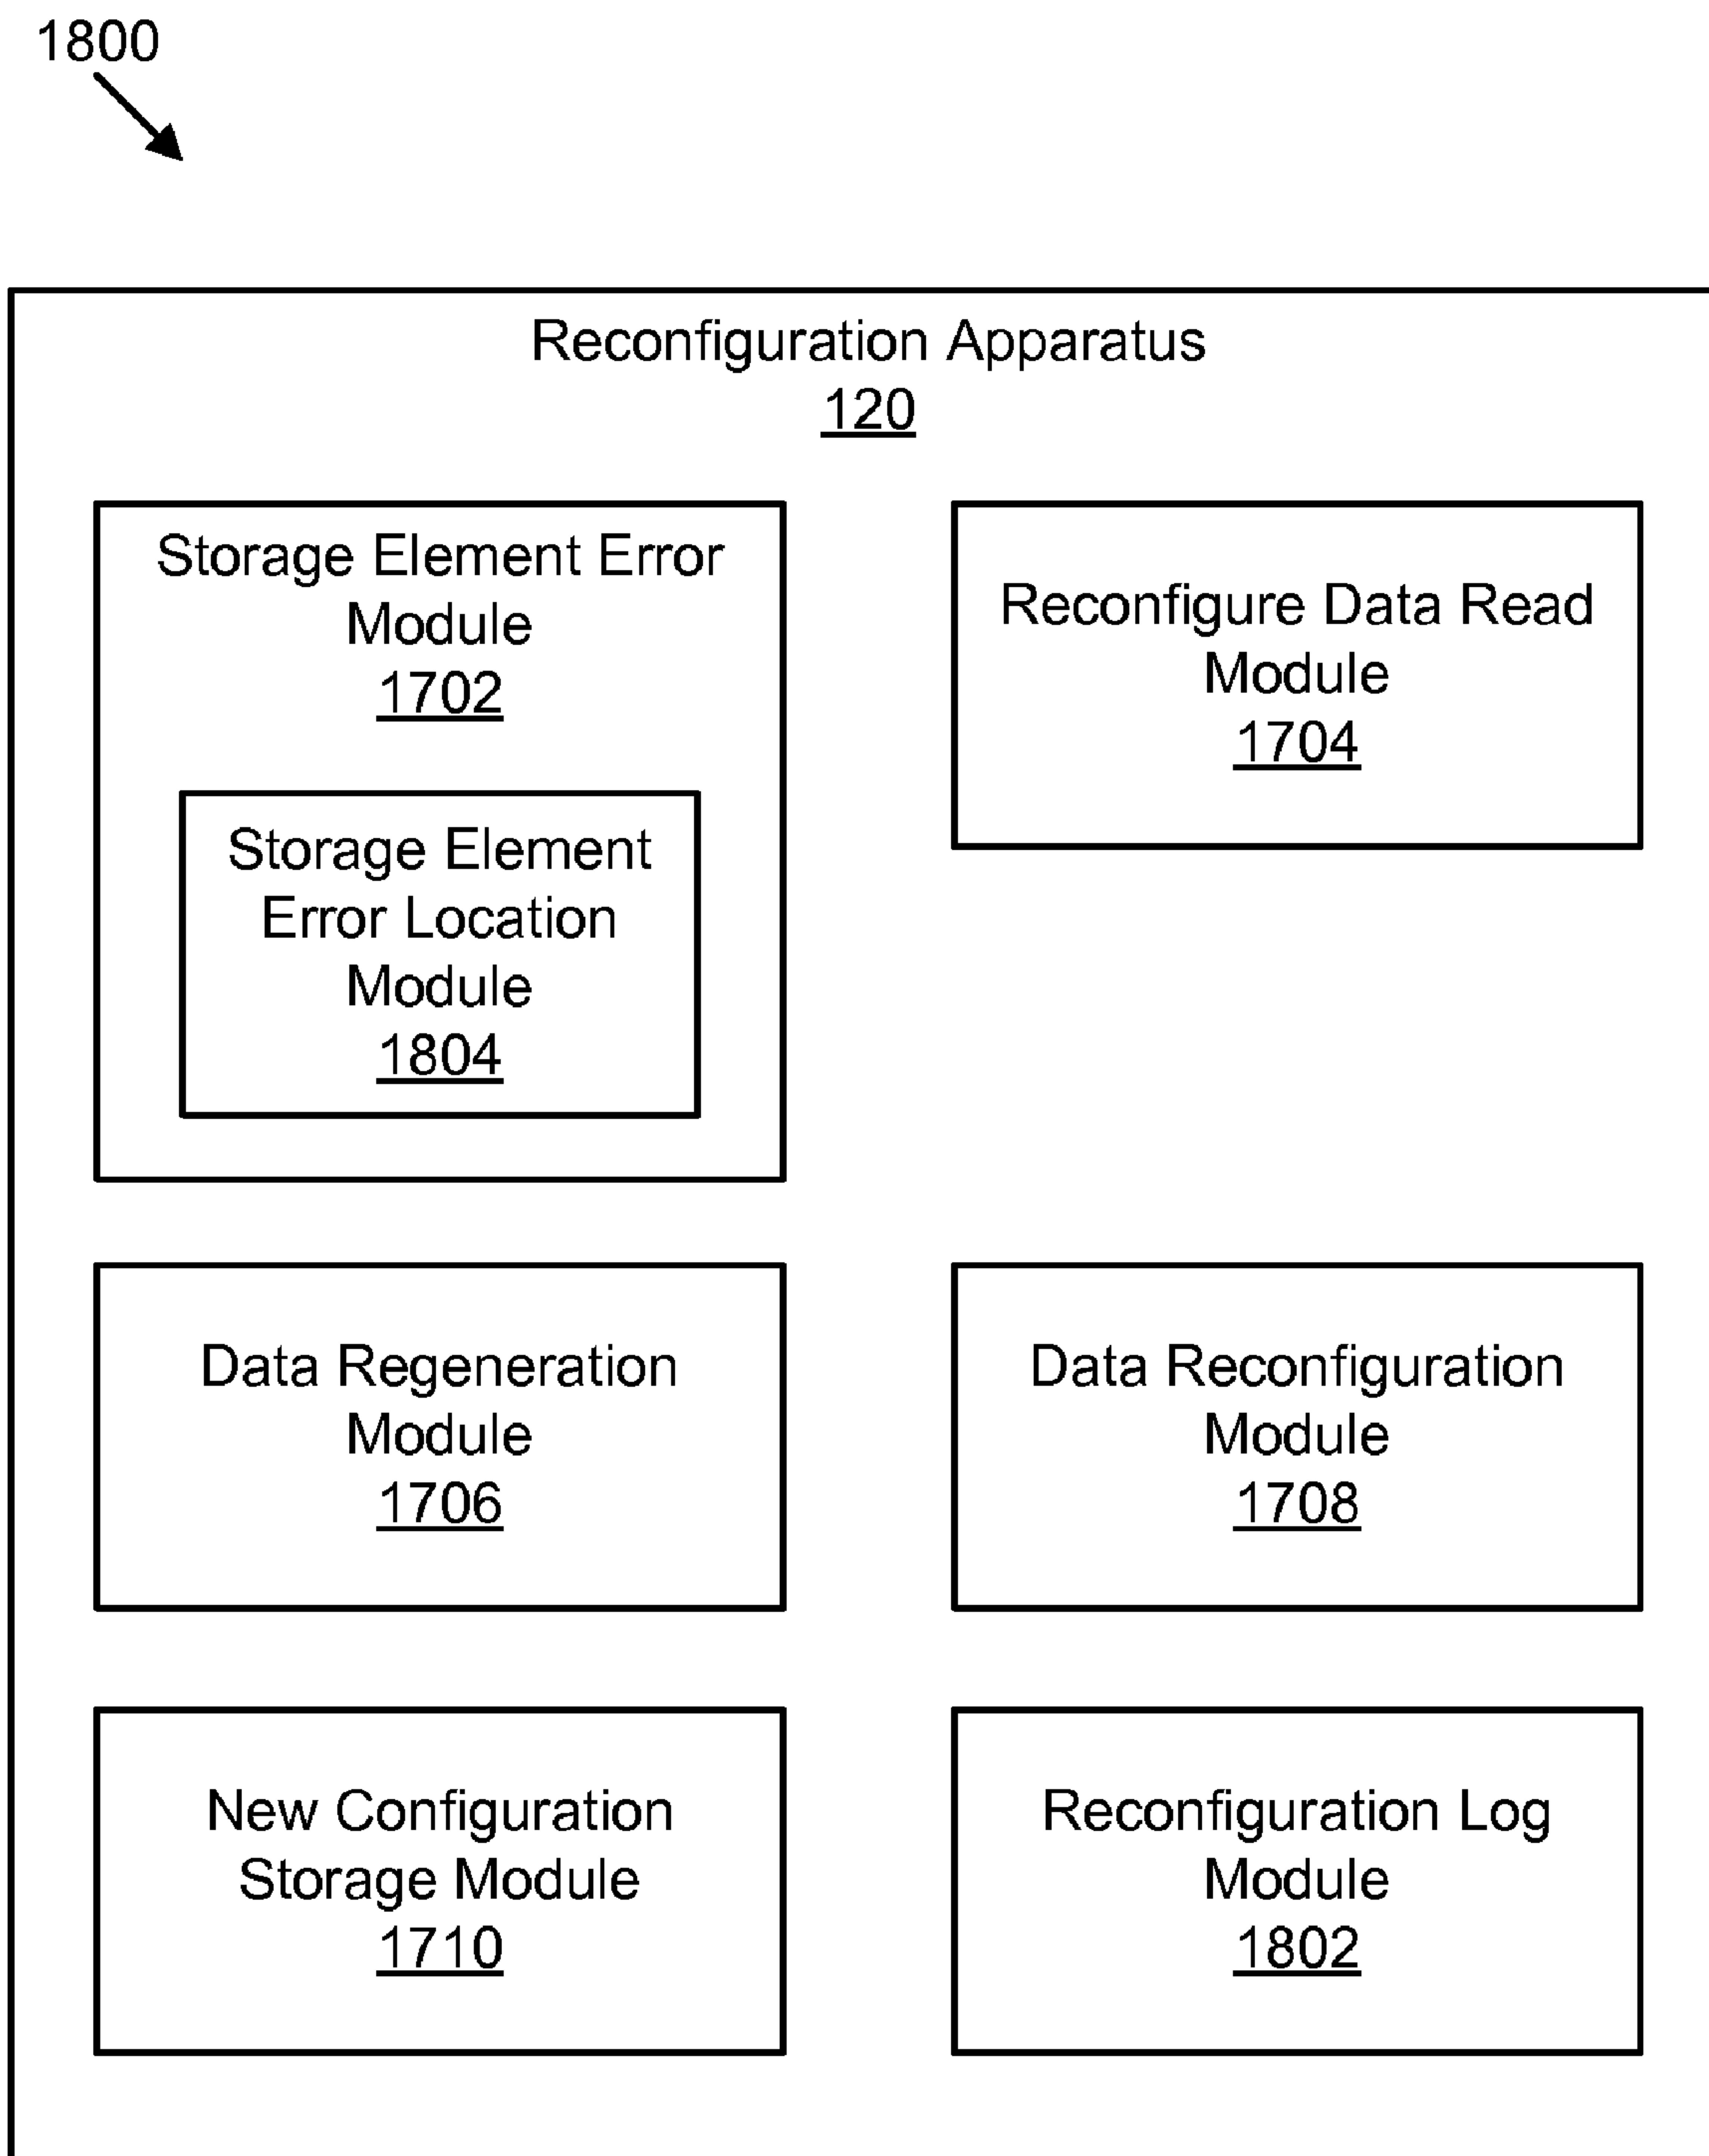 1800
Reconfiguration Apparatus
120
Storage Element Error
Module
1702
Storage Element
Error Location
Module
1804
Reconfigure Data Read
Module
1704
Data Regeneration
Module
1706
Data Reconfiguration
Module
1708
New Configuration
Storage Module
1710
Reconfiguration Log
Module
1802